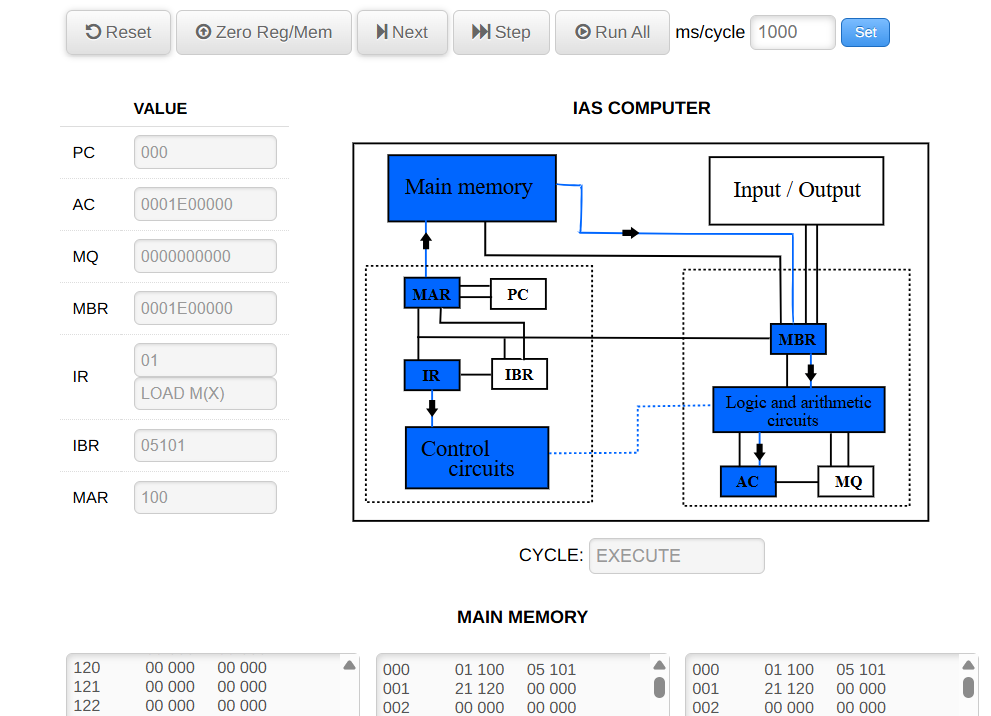 Reset Zero Reg/Mem Next Step Run All ms/cycle 1000 Set
VALUE
PC 000
AC 0001E00000
MQ 0000000000
MBR 0001E00000
IR 01
LOAD M(X)
IBR 05101
MAR 100
IAS COMPUTER
Main memory
Input / Output
MAR PC
MBR
IR IBR
Logic and arithmetic
circuits
Control
circuits
AC MQ
CYCLE: EXECUTE
MAIN MEMORY
120 00 000 00 000
121 00 000 00 000
122 00 000 00 000
000 01 100 05 101
001 21 120 00 000
002 00 000 00 000
000 01 100 05 101
001 21 120 00 000
002 00 000 00 000